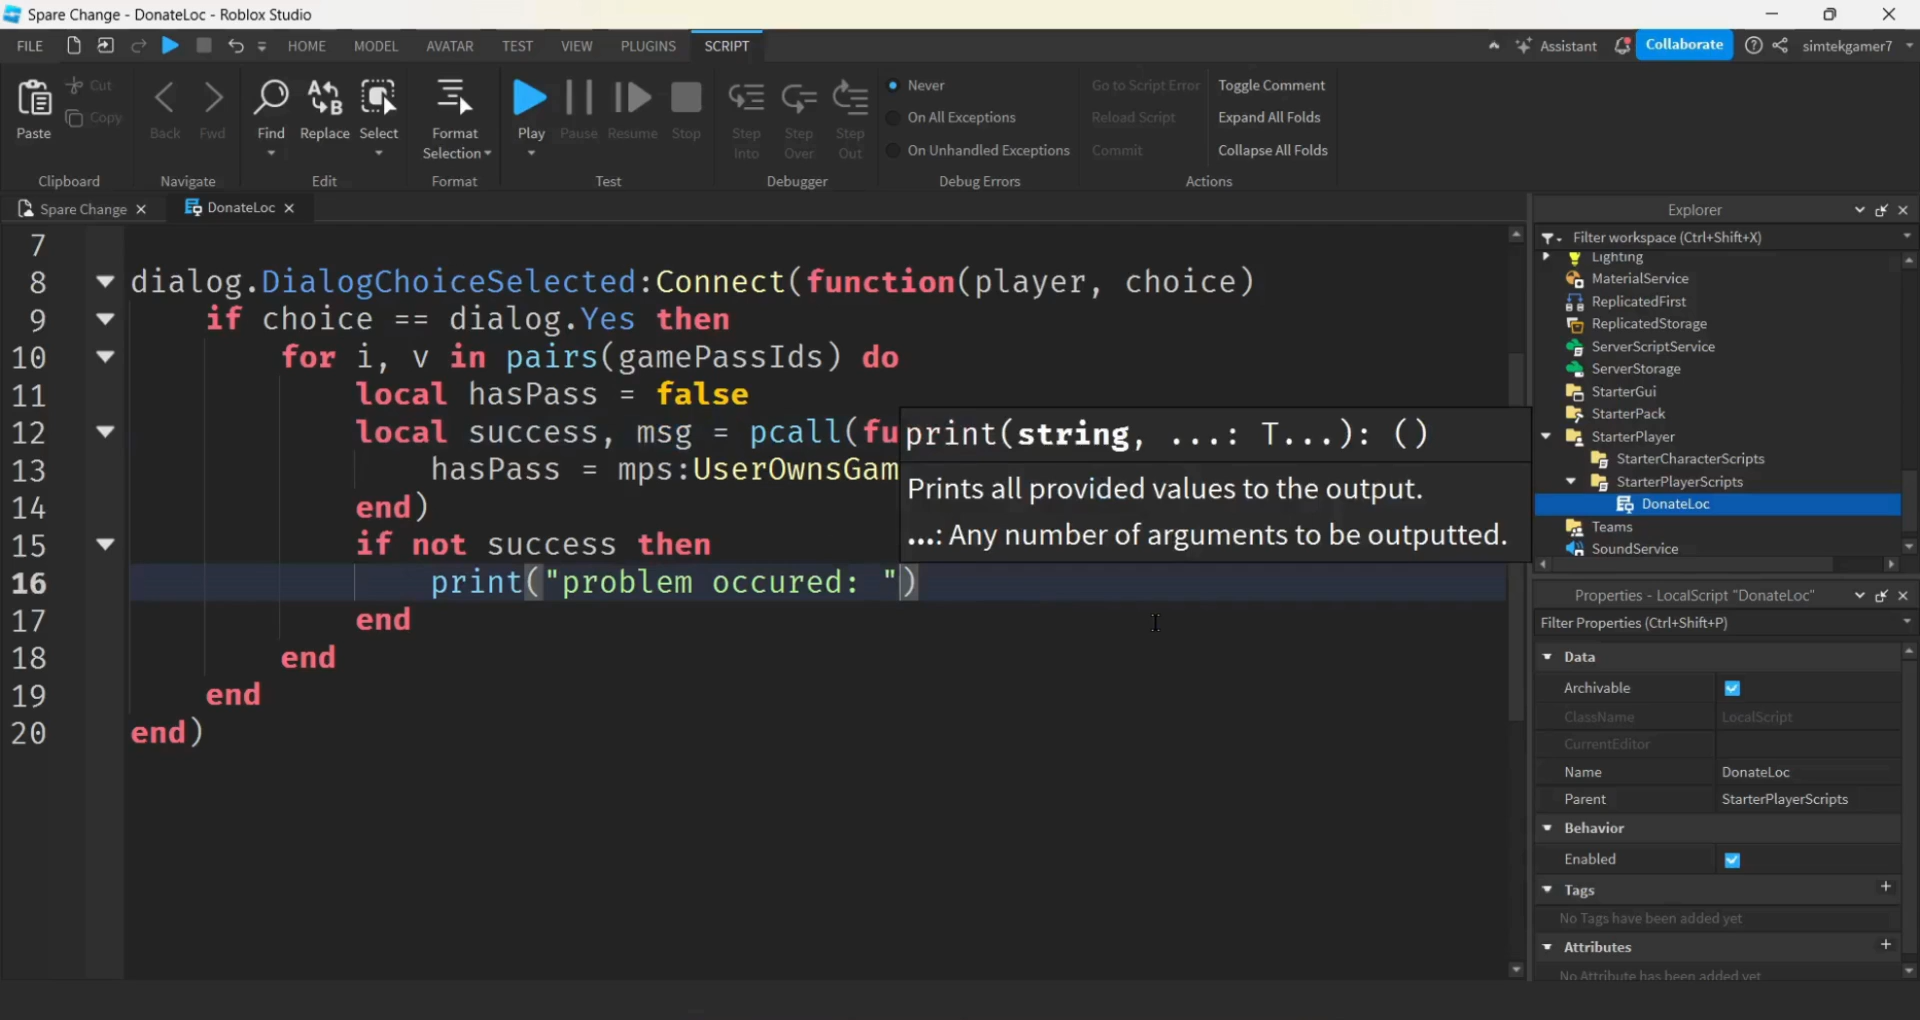 Spare Change - DonateLoc - Roblox Studio
FILE HOME MODEL AVATAR TEST VIEW PLUGINS SCRIPT Assistant Collaborate simtekgamer7
Paste Cut Copy
Clipboard
Back Fwd
Navigate
Find Replace Select
Edit
Format Selection
Format
Play Pause Resume Stop
Test
Step Into Step Over Step Out
Debugger
Never
On All Exceptions
On Unhandled Exceptions
Debug Errors
Go to Script Error Toggle Comment
Reload Script Expand All Folds
Commit Collapse All Folds
Actions
Spare Change DonateLoc
7
8 dialog.DialogChoiceSelected:Connect(function(player, choice)
9 if choice == dialog.Yes then
10 for i, v in pairs(gamePassIds) do
11 local hasPass = false
12 local success, msg = pcall(fu
13 hasPass = mps:UserOwnsGam
14 end)
15 if not success then
16 print("problem occured: ")
17 end
18 end
19 end
20 end)
print(string, ...: T...): ()
Prints all provided values to the output.
...: Any number of arguments to be outputted.
Explorer
Filter workspace (Ctrl+Shift+X)
Lighting
MaterialService
ReplicatedFirst
ReplicatedStorage
ServerScriptService
ServerStorage
StarterGui
StarterPack
StarterPlayer
StarterCharacterScripts
StarterPlayerScripts
DonateLoc
Teams
SoundService
Properties - LocalScript "DonateLoc"
Filter Properties (Ctrl+Shift+P)
Data
Archivable
ClassName LocalScript
CurrentEditor
Name DonateLoc
Parent StarterPlayerScripts
Behavior
Enabled
Tags +
No Tags have been added yet
Attributes +
No Attribute has been added yet